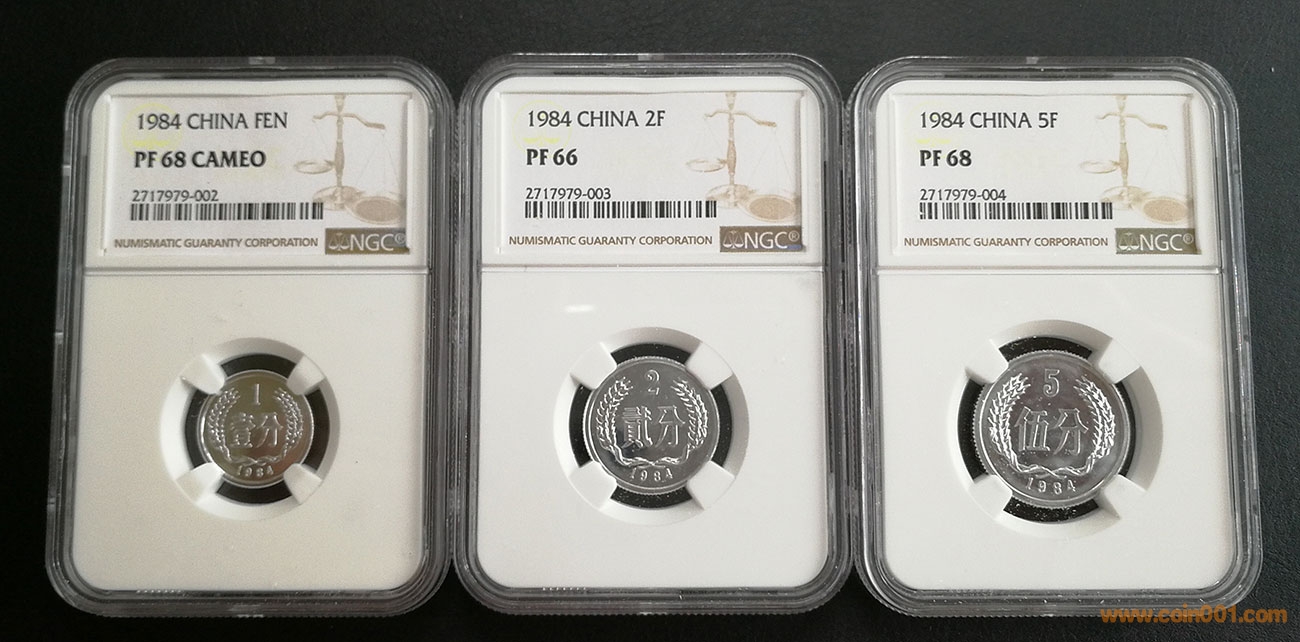 1984 CHINA FEN
PF 68 CAMEO
2717979-002
NUMISMATIC GUARANTY CORPORATION
NGC®
1
壹分
1984
1984 CHINA 2F
PF 66
2717979-003
NUMISMATIC GUARANTY CORPORATION
NGC®
2
贰分
1984
1984 CHINA 5F
PF 68
2717979-004
NUMISMATIC GUARANTY CORPORATION
NGC®
5
伍分
1984
www.coin001.com